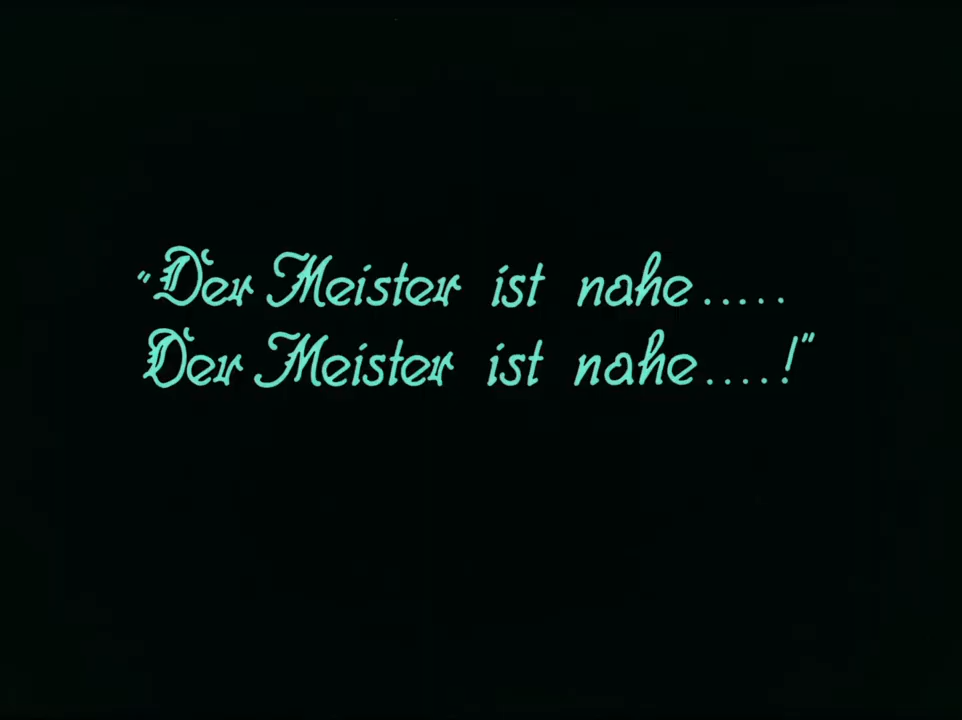 "Der Meister ist nahe.....
Der Meister ist nahe....!"